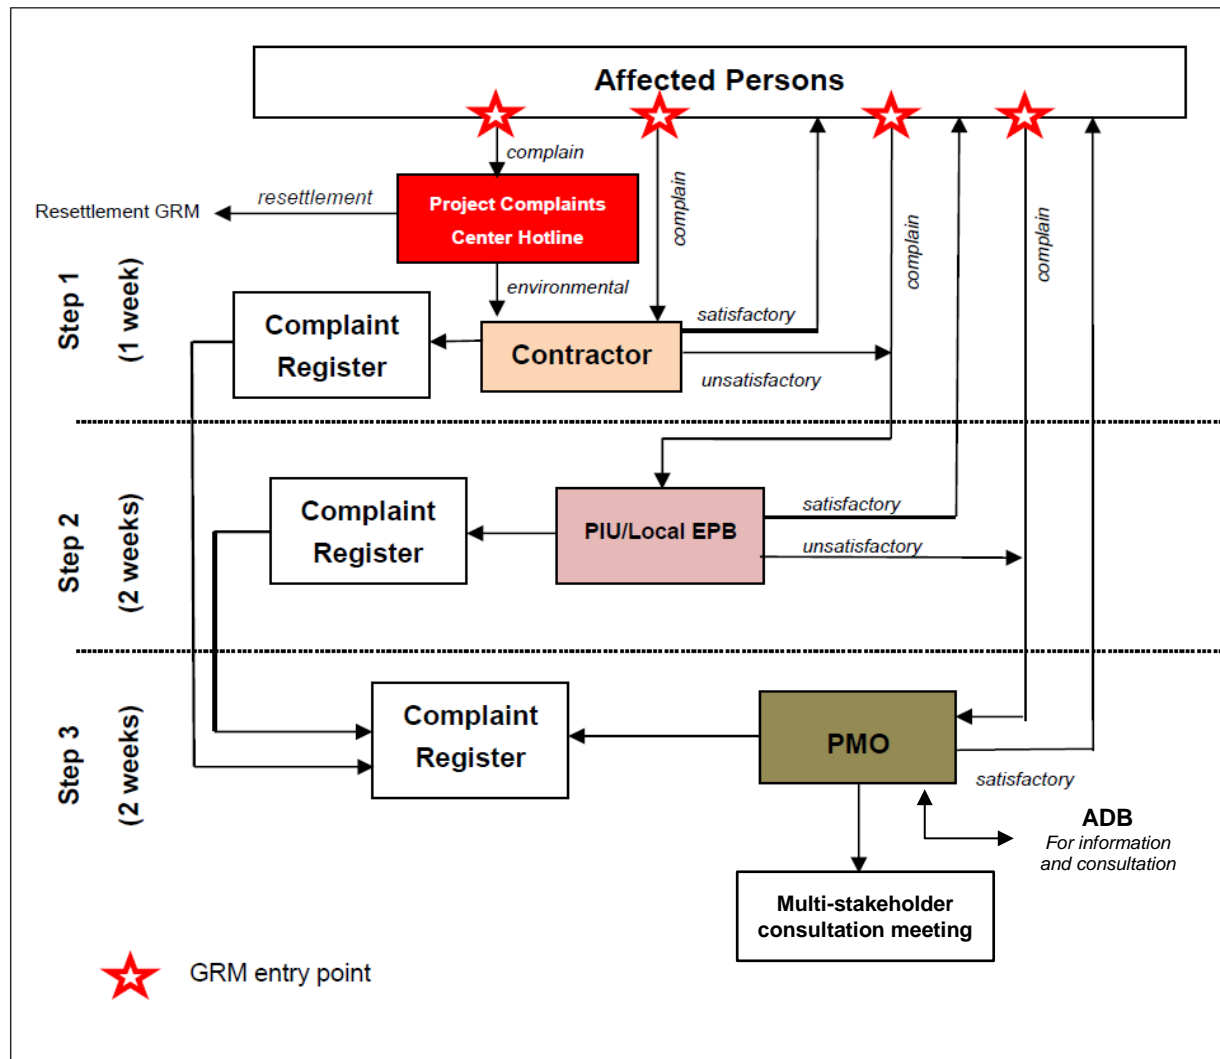 Affected Persons
complain
complain
complain
complain
resettlement
Resettlement GRM
Project Complaints
Center Hotline
environmental
Step 1
(1 week)
Complaint
Register
Contractor
satisfactory
unsatisfactory
Step 2
(2 weeks)
Complaint
Register
PIU/Local EPB
satisfactory
unsatisfactory
Step 3
(2 weeks)
Complaint
Register
PMO
satisfactory
ADB
For information
and consultation
Multi-stakeholder
consultation meeting
GRM entry point